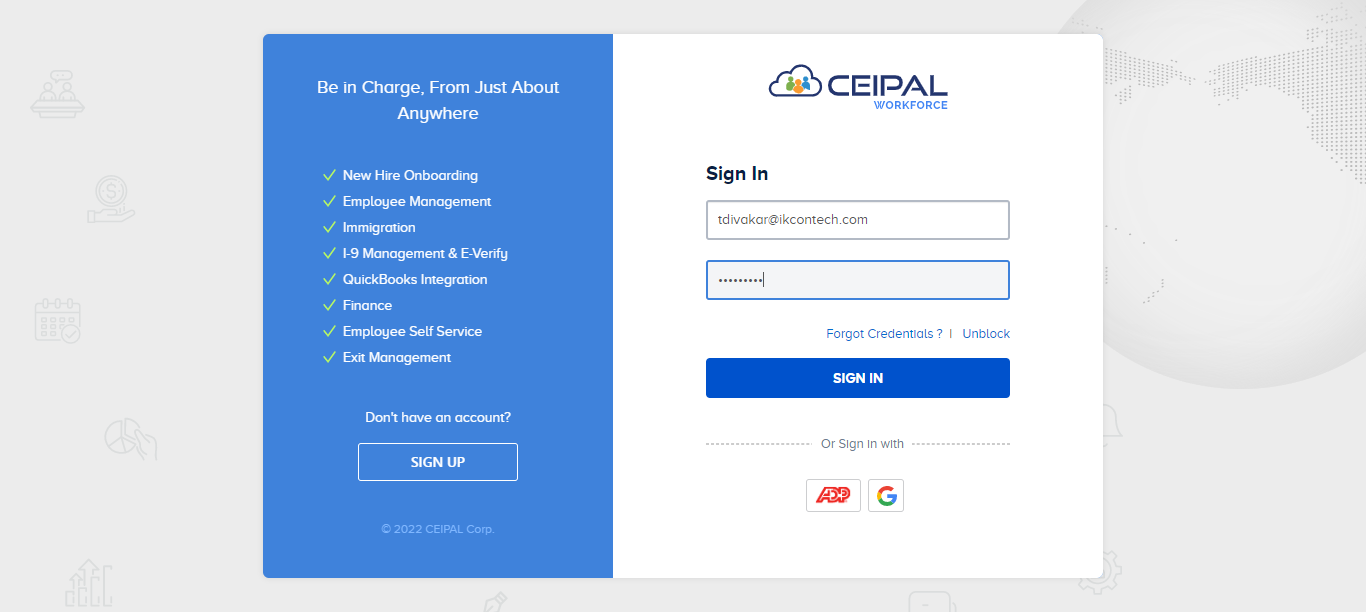 Be in Charge, From Just About
Anywhere
New Hire Onboarding
Employee Management
Immigration
I-9 Management & E-Verify
QuickBooks Integration
Finance
Employee Self Service
Exit Management
Don't have an account?
SIGN UP
© 2022 CEIPAL Corp.
CEIPAL
WORKFORCE
Sign In
tdivakar@ikcontech.com
•••••••••
Forgot Credentials ? | Unblock
SIGN IN
Or Sign in with
ADP G